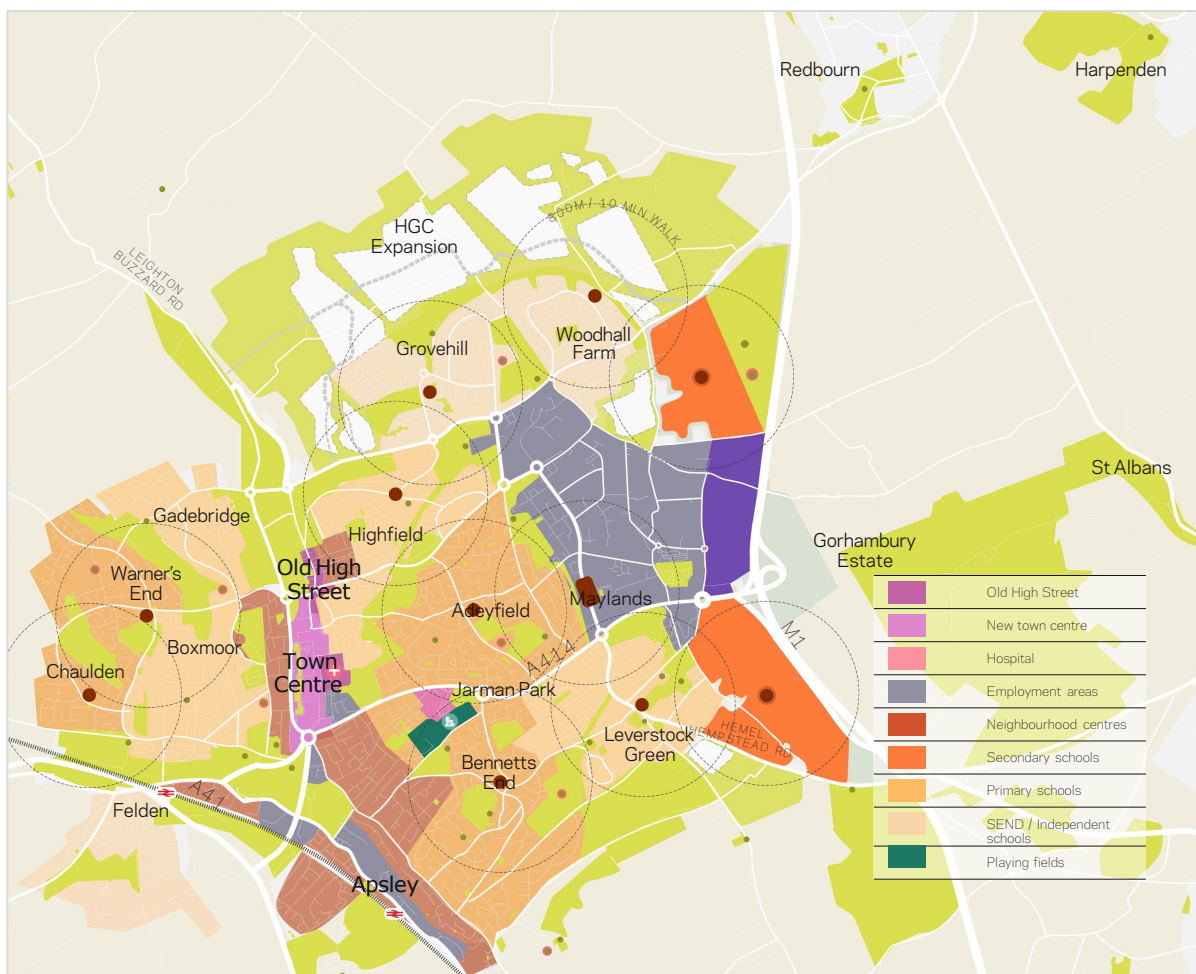 Redbourn
Harpenden
800M / 10 MIN WALK
HGC
Expansion
LEIGHTON
BUZZARD RD
Woodhall
Farm
Grovehill
St Albans
Gadebridge
Highfield
Gorhambury
Estate
Old High
Street
Warner's
End
Adeyfield
Maylands
Boxmoor
A414
M1
Chaulden
Town
Centre
Jarman Park
Leverstock
Green
HEMEL
HEMPSTEAD RD
Bennetts
End
A41
Felden
Apsley
Old High Street
New town centre
Hospital
Employment areas
Neighbourhood centres
Secondary schools
Primary schools
SEND / Independent
schools
Playing fields